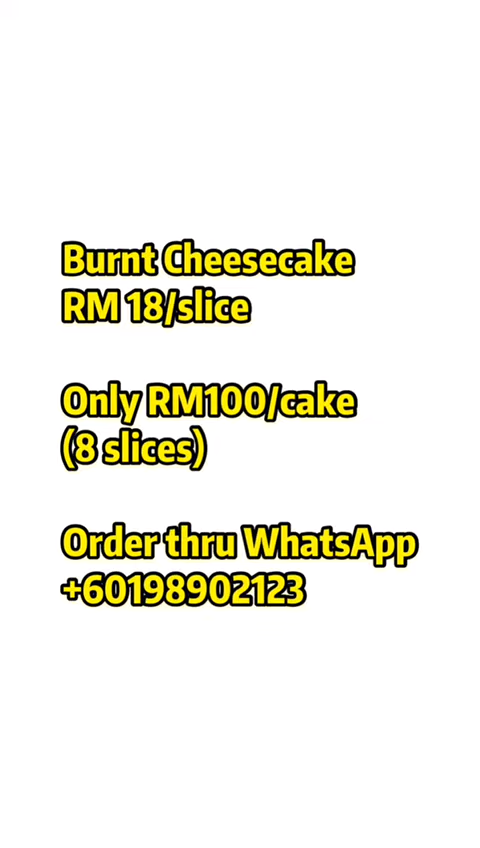 Burnt Cheesecake
RM 18/slice
Only RM100/cake
(8 slices)
Order thru WhatsApp
+60198902123